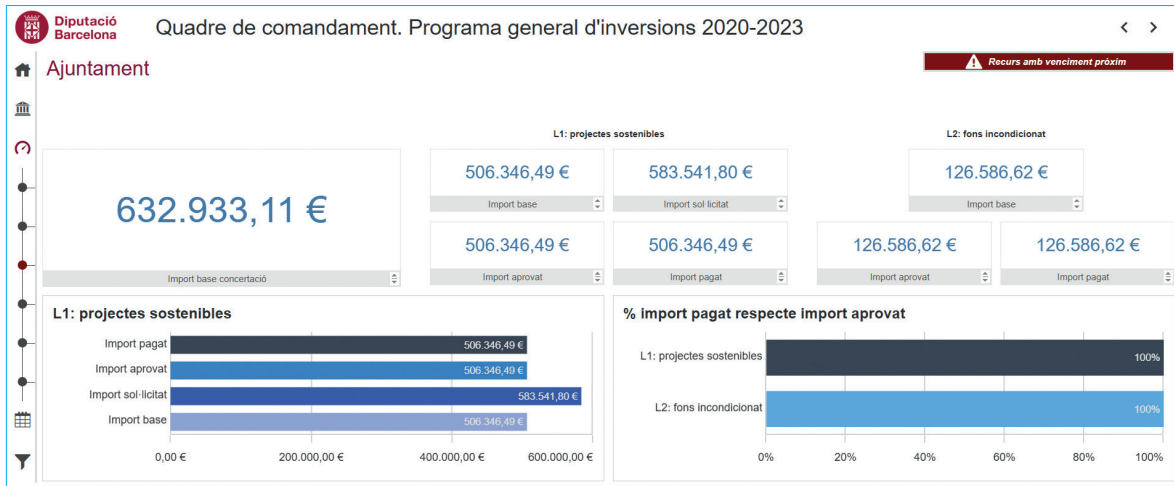 Diputació
Barcelona
Quadre de comandament. Programa general d'inversions 2020-2023
Ajuntament
Recurs amb venciment pròxim
L1: projectes sostenibles
L2: fons incondicionat
632.933,11 €
Import base concertació
506.346,49 €
Import base
583.541,80 €
Import sol·licitat
126.586,62 €
Import base
506.346,49 €
Import aprovat
506.346,49 €
Import pagat
126.586,62 €
Import aprovat
126.586,62 €
Import pagat
L1: projectes sostenibles
Import pagat 506.346,49 €
Import aprovat 506.346,49 €
Import sol·licitat 583.541,80 €
Import base 506.346,49 €
0,00 € 200.000,00 € 400.000,00 € 600.000,00 €
% import pagat respecte import aprovat
L1: projectes sostenibles 100%
L2: fons incondicionat 100%
0% 20% 40% 60% 80% 100%